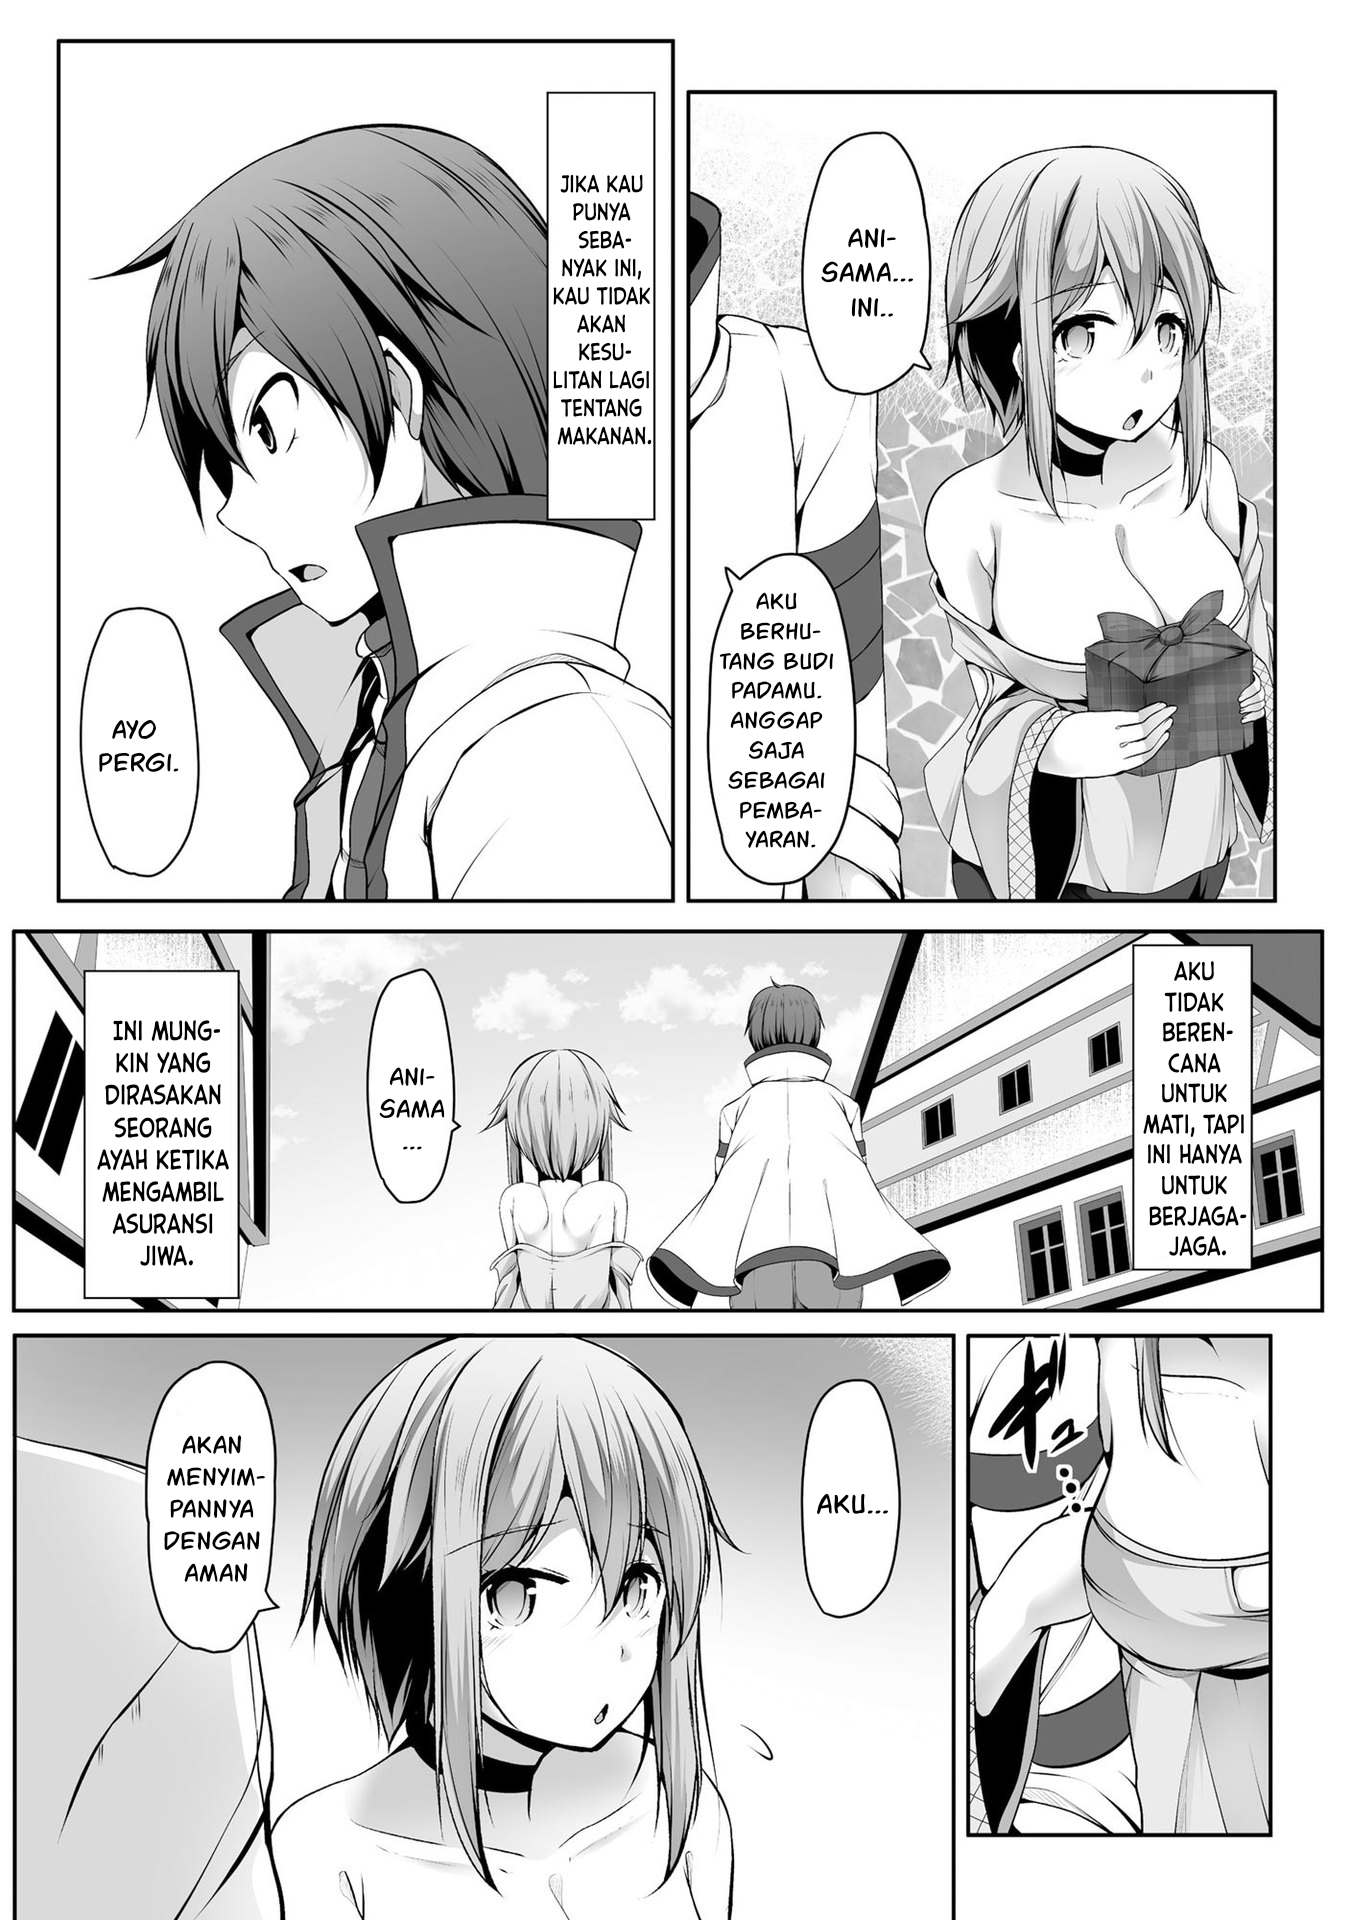 ANI-
SAMA...
INI..
AKU
BERHU-
TANG BUDI
PADAMU.
ANGGAP
SAJA
SEBAGAI
PEMBA-
YARAN.
JIKA KAU
PUNYA
SEBA-
NYAK INI,
KAU TIDAK
AKAN
KESU-
LITAN LAGI
TENTANG
MAKANAN.
AYO
PERGI.
AKU
TIDAK
BEREN-
CANA
UNTUK
MATI, TAPI
INI HANYA
UNTUK
BERJAGA-
JAGA.
ANI-
SAMA
...
INI MUNG-
KIN YANG
DIRASAKAN
SEORANG
AYAH KETIKA
MENGAMBIL
ASURANSI
JIWA.
ギュ...
AKU...
AKAN
MENYIM-
PANNYA
DENGAN
AMAN